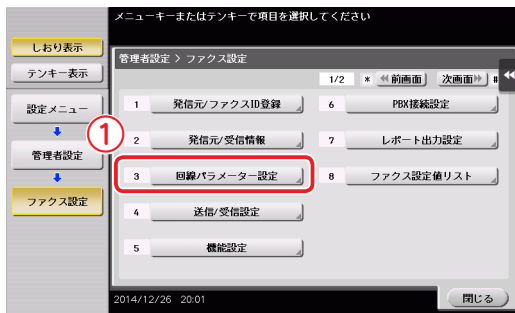 メニューキーまたはテンキーで項目を選択してください
しおり表示
テンキー表示
設定メニュー
管理者設定
ファクス設定
管理者設定 > ファクス設定
1/2 * 前画面 次画面 #
1 発信元/ファクスID登録
2 発信元/受信情報
3 回線パラメーター設定
4 送信/受信設定
5 機能設定
6 PBX接続設定
7 レポート出力設定
8 ファクス設定値リスト
1
2014/12/26 20:01
閉じる